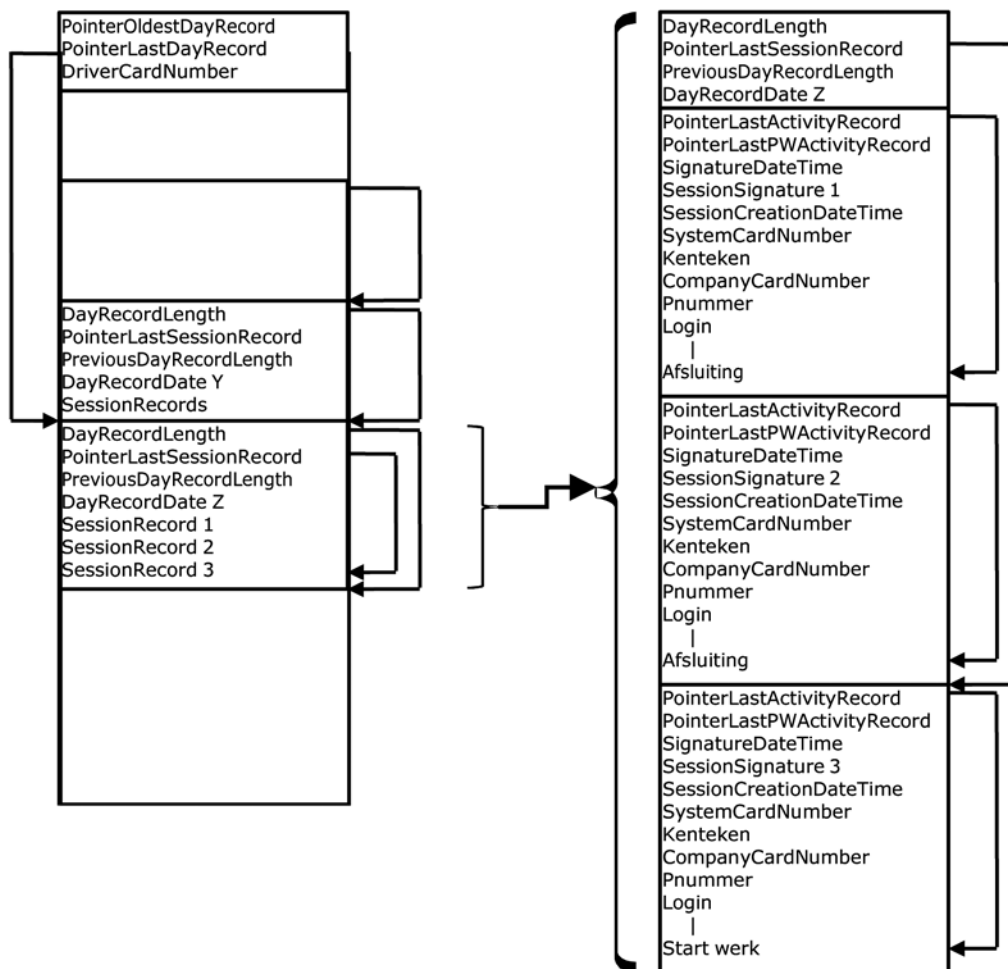 PointerOldestDayRecord
PointerLastDayRecord
DriverCardNumber
DayRecordLength
PointerLastSessionRecord
PreviousDayRecordLength
DayRecordDate Y
SessionRecords
DayRecordLength
PointerLastSessionRecord
PreviousDayRecordLength
DayRecordDate Z
SessionRecord 1
SessionRecord 2
SessionRecord 3
DayRecordLength
PointerLastSessionRecord
PreviousDayRecordLength
DayRecordDate Z
PointerLastActivityRecord
PointerLastPWActivityRecord
SignatureDateTime
SessionSignature 1
SessionCreationDateTime
SystemCardNumber
Kenteken
CompanyCardNumber
Pnummer
Login
|
Afsluiting
PointerLastActivityRecord
PointerLastPWActivityRecord
SignatureDateTime
SessionSignature 2
SessionCreationDateTime
SystemCardNumber
Kenteken
CompanyCardNumber
Pnummer
Login
|
Afsluiting
PointerLastActivityRecord
PointerLastPWActivityRecord
SignatureDateTime
SessionSignature 3
SessionCreationDateTime
SystemCardNumber
Kenteken
CompanyCardNumber
Pnummer
Login
|
Start werk